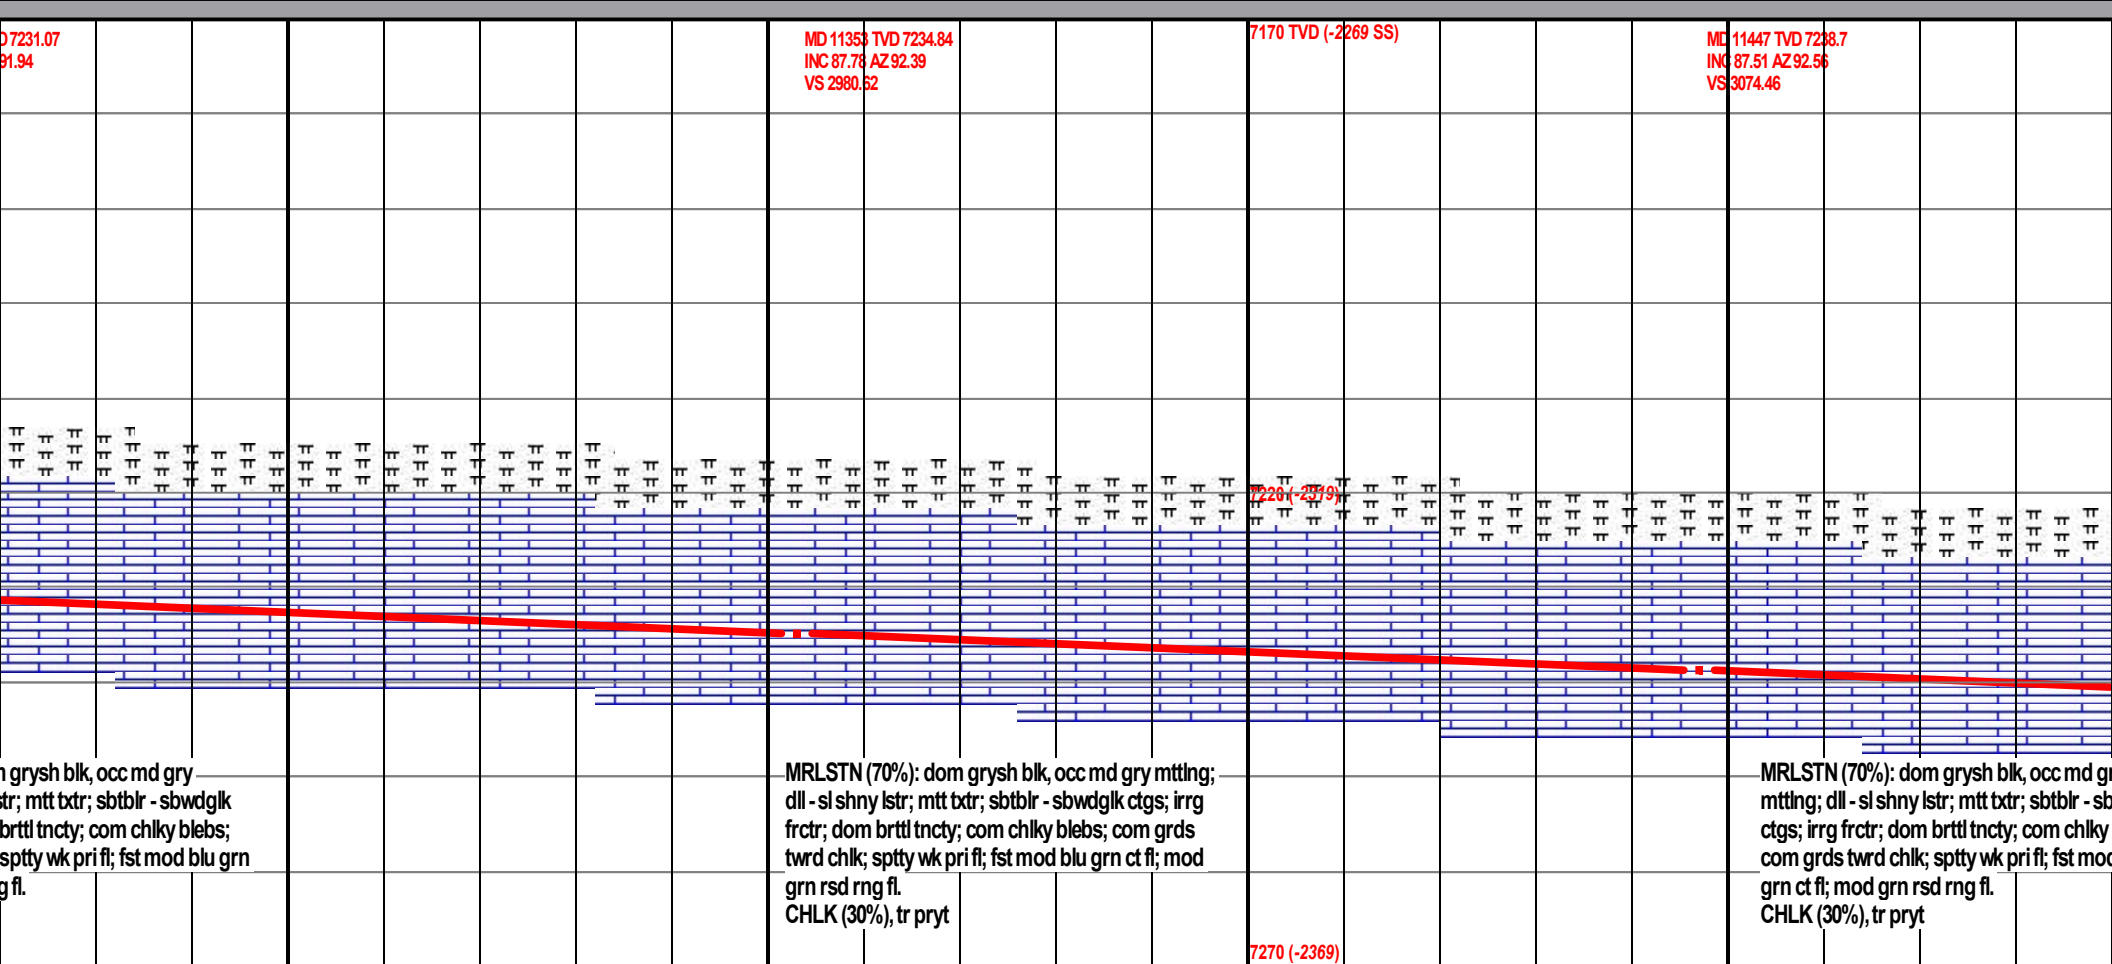 D 7231.07
91.94
MD 11353 TVD 7234.84
INC 87.78 AZ 92.39
VS 2980.62
7170 TVD (-2269 SS)
MD 11447 TVD 7238.7
INC 87.51 AZ 92.56
VS 3074.46
7220 (-2319)
n grysh blk, occ md gry
str; mtt txtr; sbtblr - sbwdglk
brttl tncty; com chlky blebs;
sptty wk pri fl; fst mod blu grn
g fl.
MRLSTN (70%): dom grysh blk, occ md gry mttlng;
dll - sl shny lstr; mtt txtr; sbtblr - sbwdglk ctgs; irrg
frctr; dom brttl tncty; com chlky blebs; com grds
twrd chlk; sptty wk pri fl; fst mod blu grn ct fl; mod
grn rsd rng fl.
CHLK (30%), tr pryt
MRLSTN (70%): dom grysh blk, occ md gr
mttlng; dll - sl shny lstr; mtt txtr; sbtblr - sb
ctgs; irrg frctr; dom brttl tncty; com chlky
com grds twrd chlk; sptty wk pri fl; fst mod
grn ct fl; mod grn rsd rng fl.
CHLK (30%), tr pryt
7270 (-2369)